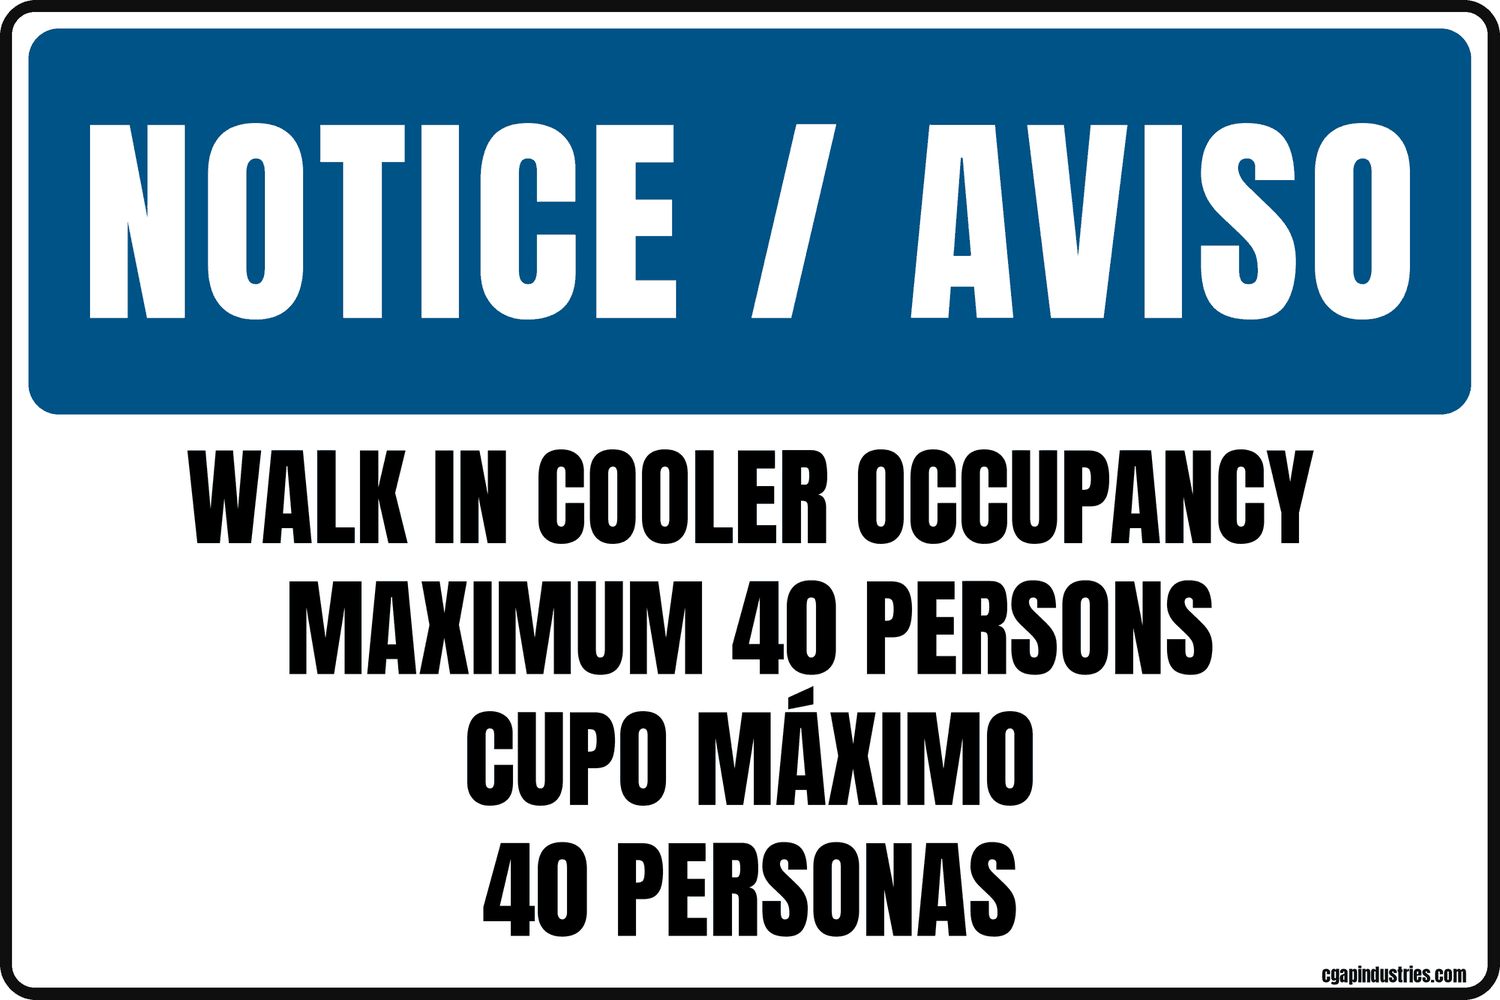 NOTICE / AVISO
WALK IN COOLER OCCUPANCY
MAXIMUM 40 PERSONS
CUPO MÁXIMO
40 PERSONAS
cgapindustries.com